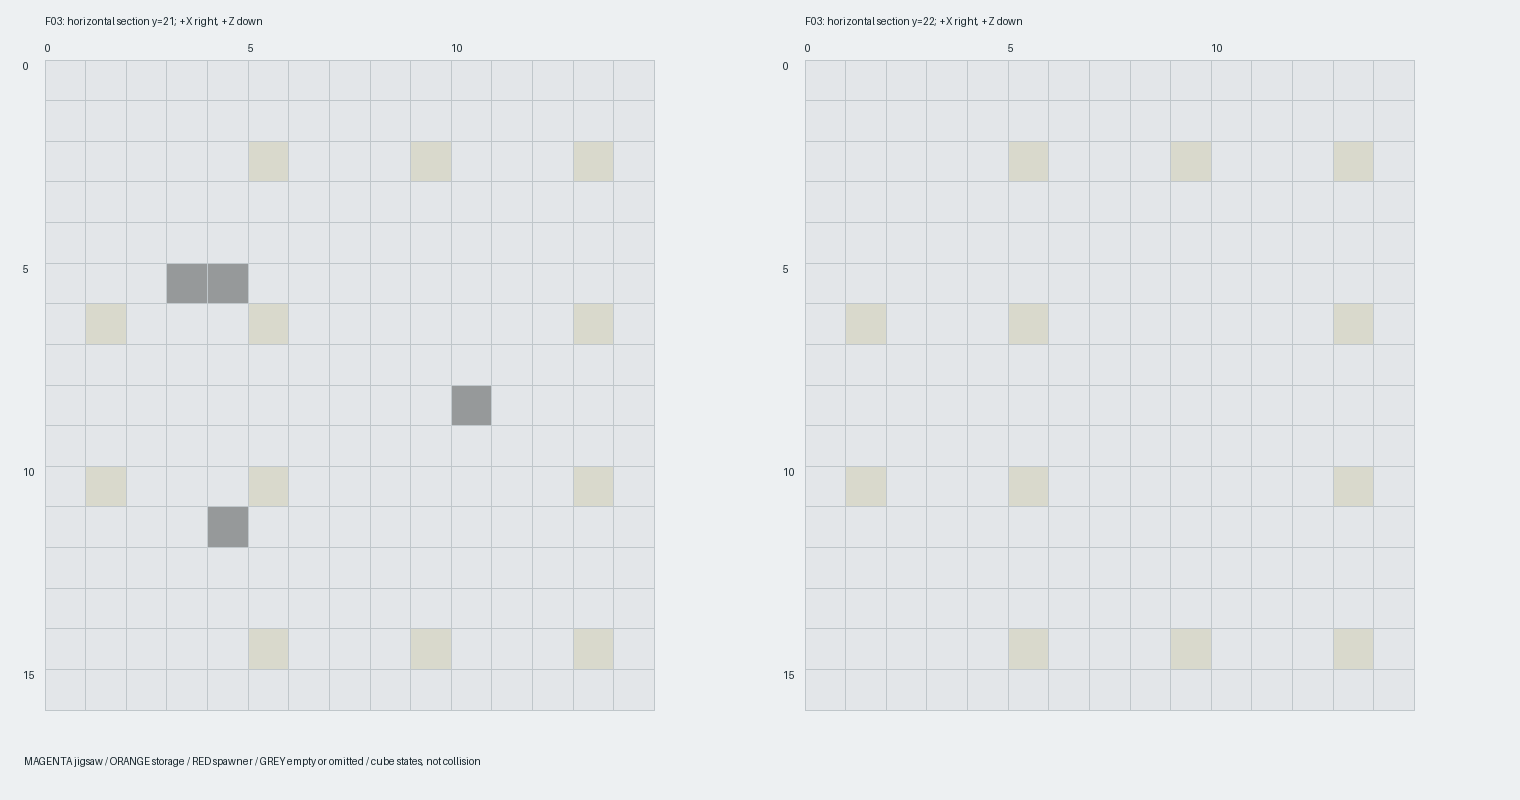 F03: horizontal section y=21; +X right, +Z down
F03: horizontal section y=22; +X right, +Z down
0 5 10
0 5 10
0
0
5
5
10
10
15
15
MAGENTA jigsaw / ORANGE storage / RED spawner / GREY empty or omitted / cube states, not collision